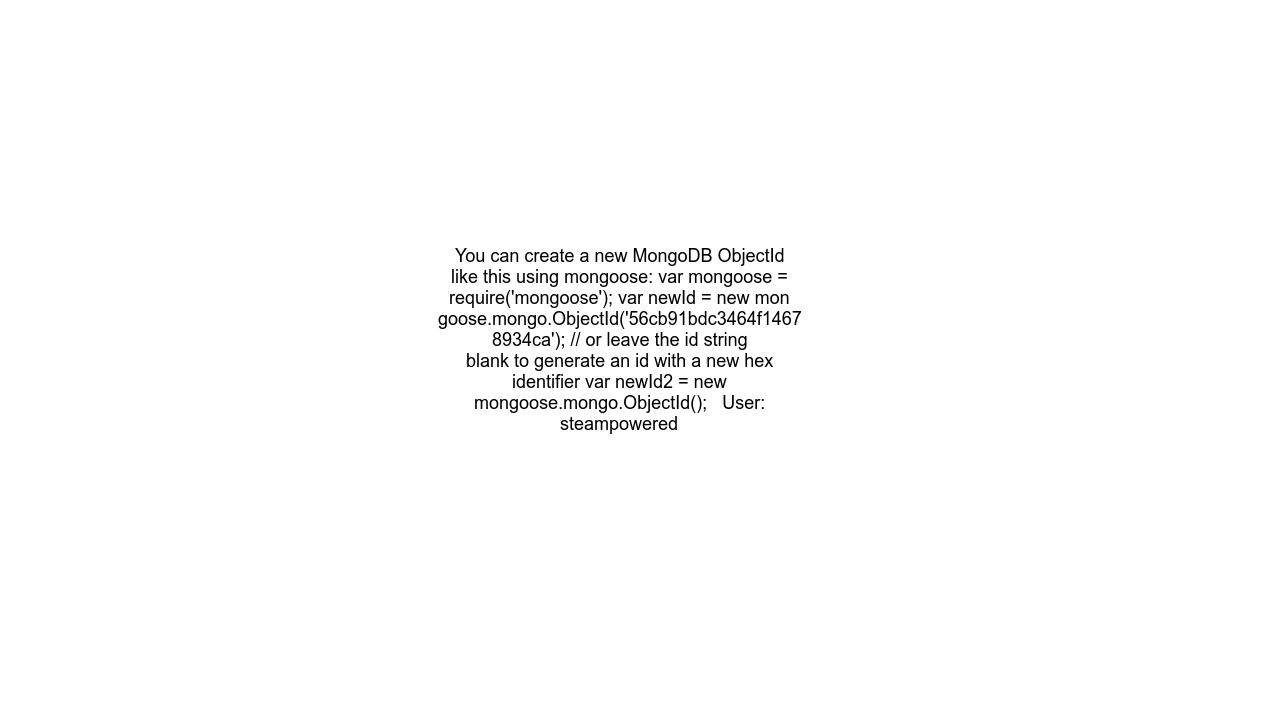 You can create a new MongoDB ObjectId
like this using mongoose: var mongoose =
require('mongoose'); var newId = new mon
goose.mongo.ObjectId('56cb91bdc3464f1467
8934ca'); // or leave the id string
blank to generate an id with a new hex
identifier var newId2 = new
mongoose.mongo.ObjectId();   User:
steampowered